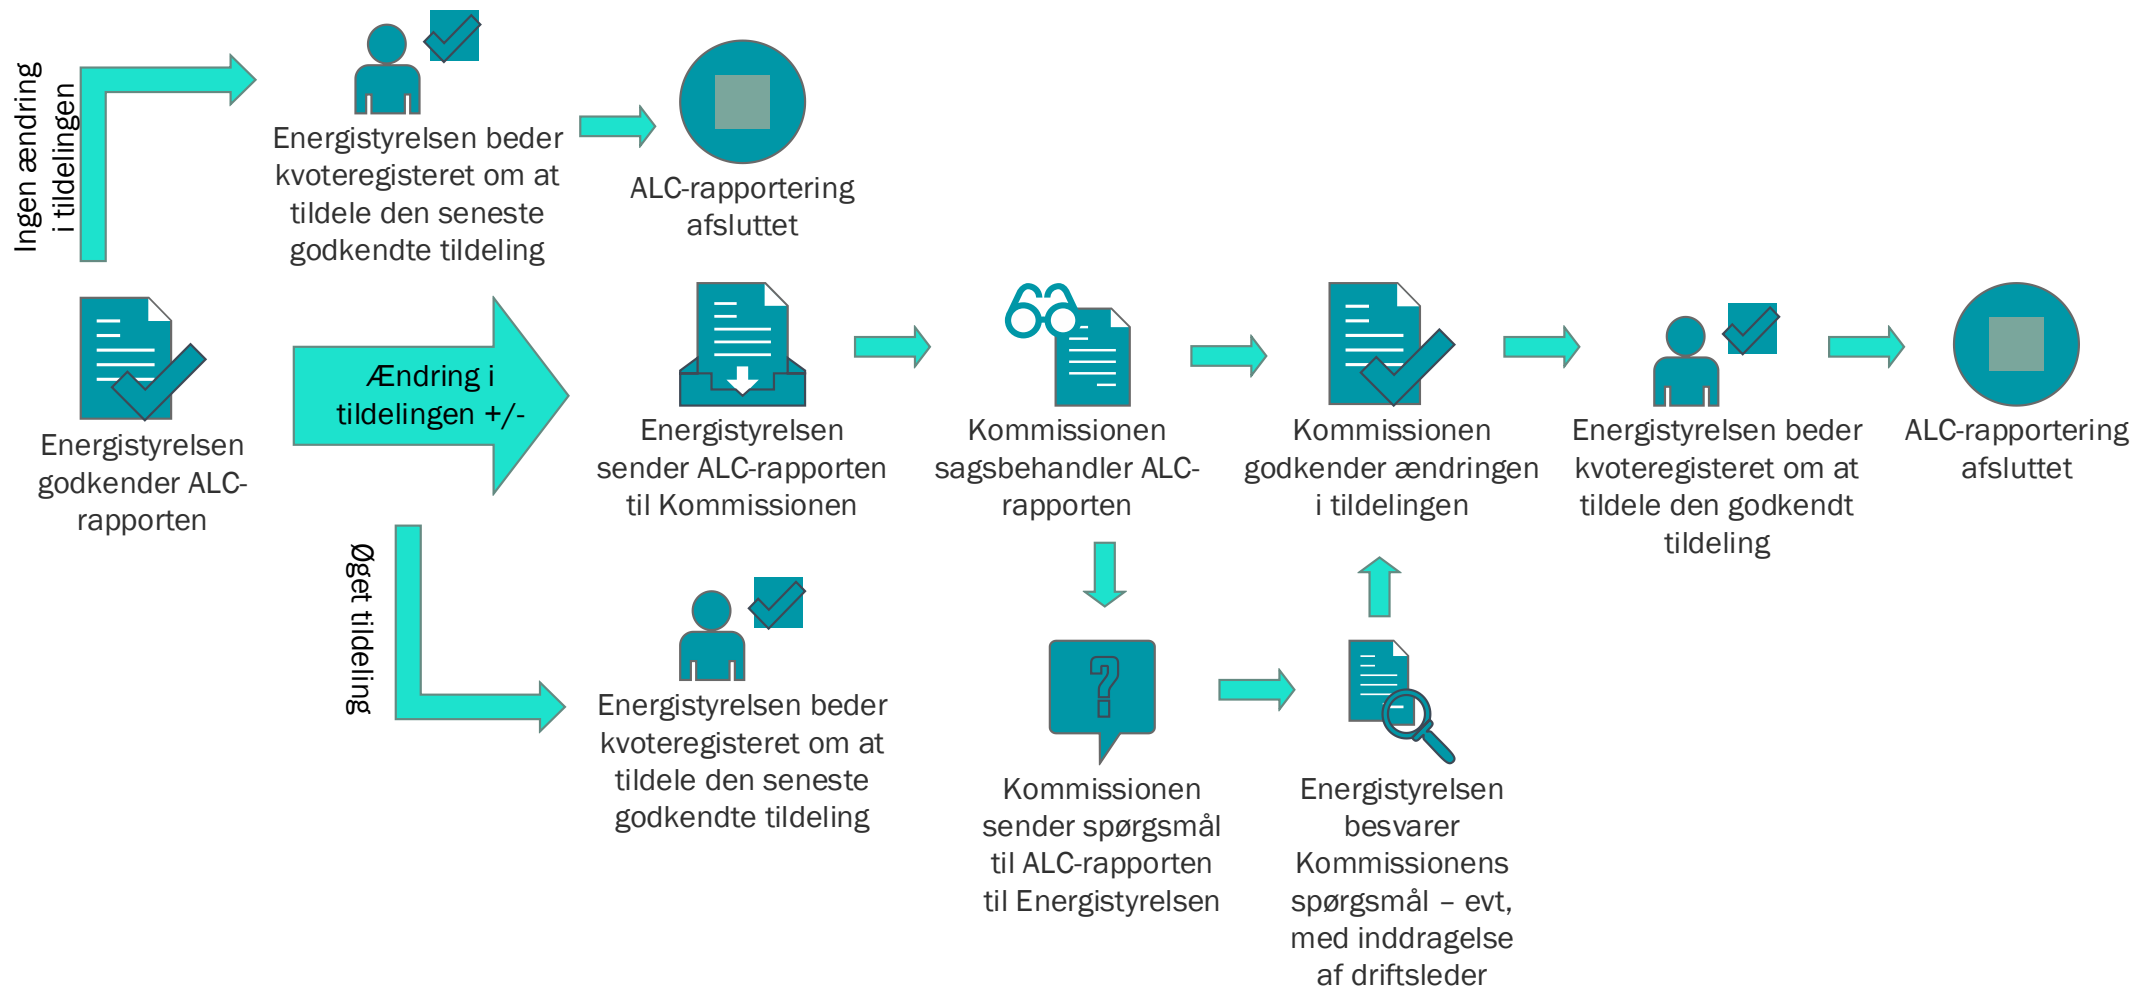 Ingen ændring
i tildelingen
Energistyrelsen beder
kvoteregisteret om at
tildele den seneste
godkendte tildeling
ALC-rapportering
afsluttet
Energistyrelsen
godkender ALC-
rapporten
Ændring i
tildelingen +/-
Energistyrelsen
sender ALC-rapporten
til Kommissionen
Kommissionen
sagsbehandler ALC-
rapporten
Kommissionen
godkender ændringen
i tildelingen
Energistyrelsen beder
kvoteregisteret om at
tildele den godkendt
tildeling
ALC-rapportering
afsluttet
Øget tildeling
Energistyrelsen beder
kvoteregisteret om at
tildele den seneste
godkendte tildeling
?
Kommissionen
sender spørgsmål
til ALC-rapporten
til Energistyrelsen
Energistyrelsen
besvarer
Kommissionens
spørgsmål – evt,
med inddragelse
af driftsleder